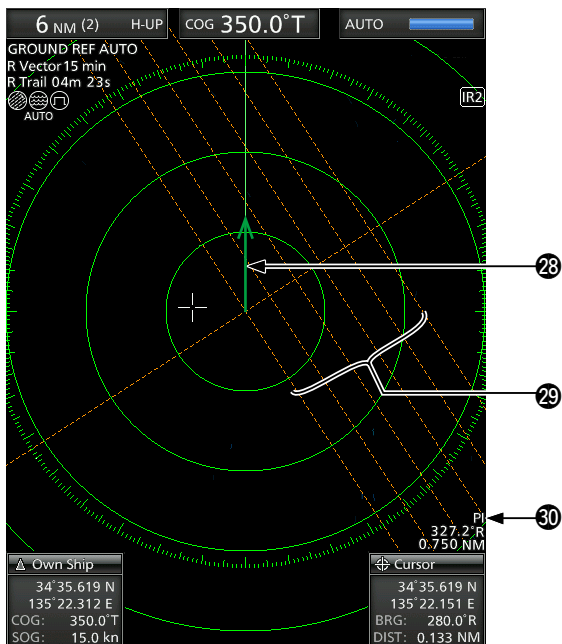 6 NM (2) H-UP COG 350.0°T AUTO
GROUND REF AUTO
R Vector 15 min
R Trail 04m 23s
AUTO
IR2
28
29
30
PI
327.2°R
0.750 NM
Own Ship
34°35.619 N
135°22.312 E
COG: 350.0°T
SOG: 15.0 kn
Cursor
34°35.619 N
135°22.151 E
BRG: 280.0°R
DIST: 0.133 NM